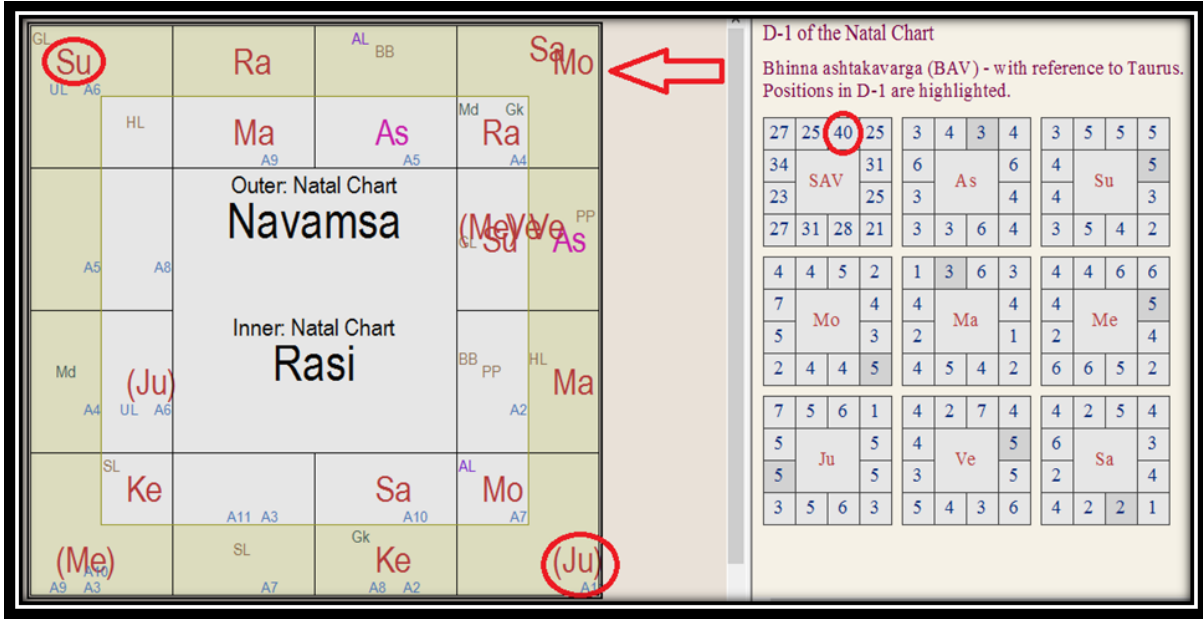 GL AL BB
Su Ra Sa Mo
UL A6
HL Md Gk
Ma As Ra
A9 A5 A4
Outer: Natal Chart
Navamsa
(Me) Ve Ve PP
GL Su As
A5 A8
Inner: Natal Chart
Rasi
BB PP HL
Md (Ju) Ma
A4 UL A6 A2
SL AL
Ke Sa Mo
A11 A3 A10 A7
SL Gk
(Me) Ke (Ju)
A10
A9 A3 A7 A8 A2 A1
D-1 of the Natal Chart
Bhinna ashtakavarga (BAV) - with reference to Taurus.
Positions in D-1 are highlighted.
27 25 40 25 3 4 3 4 3 5 5 5
34 31 6 6 4 5
SAV As Su
23 25 3 4 4 3
27 31 28 21 3 3 6 4 3 5 4 2
4 4 5 2 1 3 6 3 4 4 6 6
7 4 4 4 4 5
Mo Ma Me
5 3 2 1 2 4
2 4 4 5 4 5 4 2 6 6 5 2
7 5 6 1 4 2 7 4 4 2 5 4
5 5 4 5 6 3
Ju Ve Sa
5 5 3 5 2 4
3 5 6 3 5 4 3 6 4 2 2 1